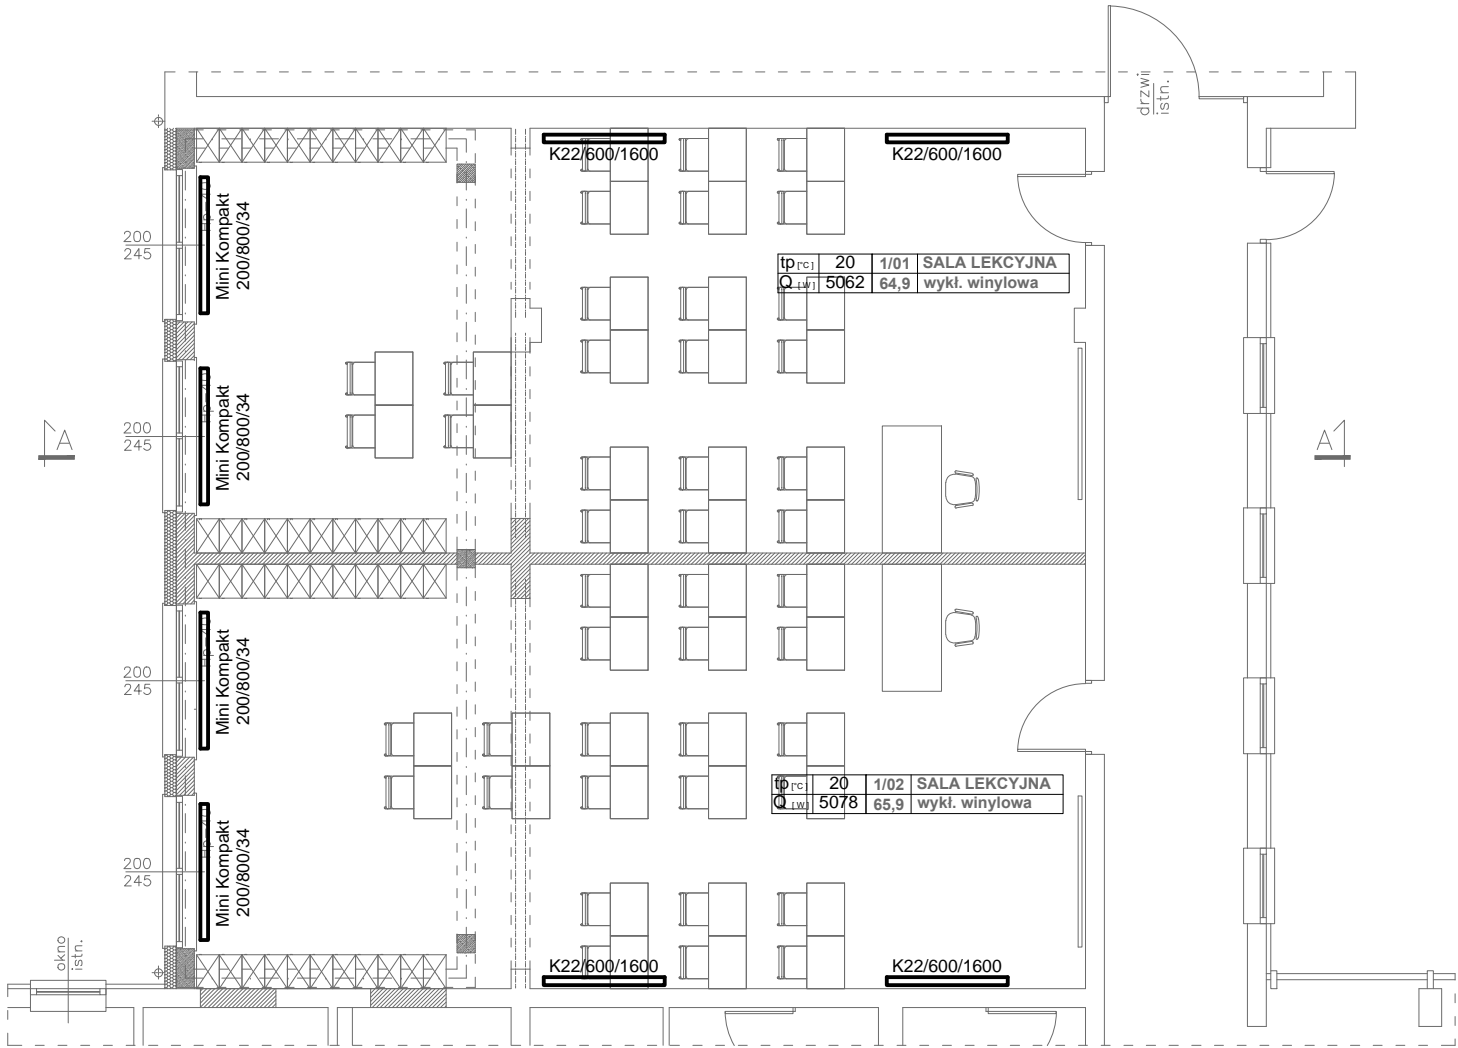 drzwi
istn.
K22/600/1600
K22/600/1600
200
245
Mini Kompakt
200/800/34
tp [°C] 20 1/01 SALA LEKCYJNA
Q [W] 5062 64,9 wykł. winylowa
200
245
Mini Kompakt
200/800/34
A
A
200
245
Mini Kompakt
200/800/34
tp [°C] 20 1/02 SALA LEKCYJNA
Q [W] 5078 65,9 wykł. winylowa
200
245
Mini Kompakt
200/800/34
okno
istn.
K22/600/1600
K22/600/1600